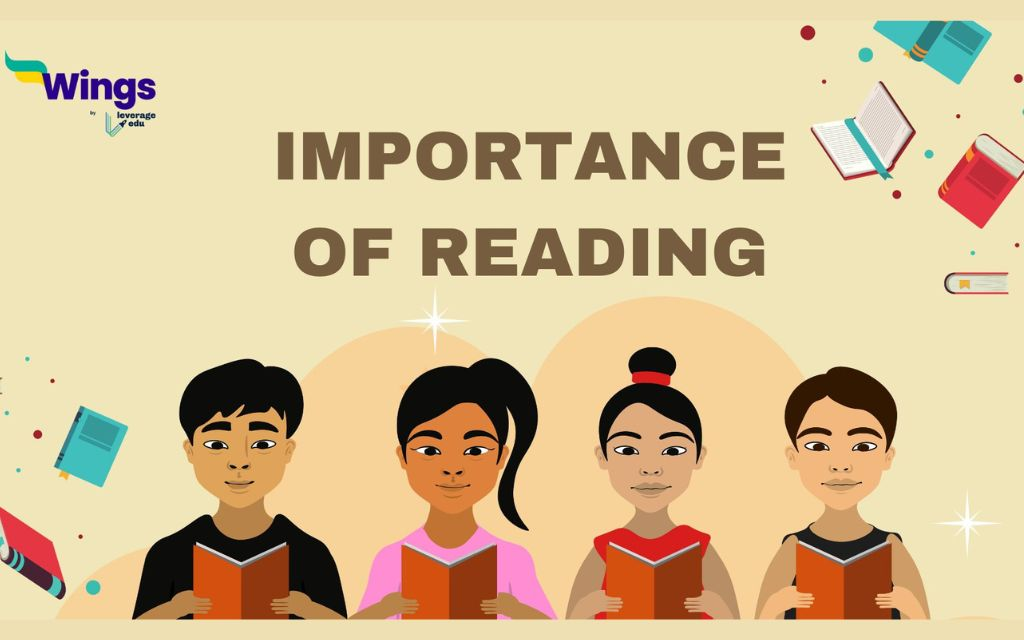 Wings
by leverage
edu
IMPORTANCE
OF READING